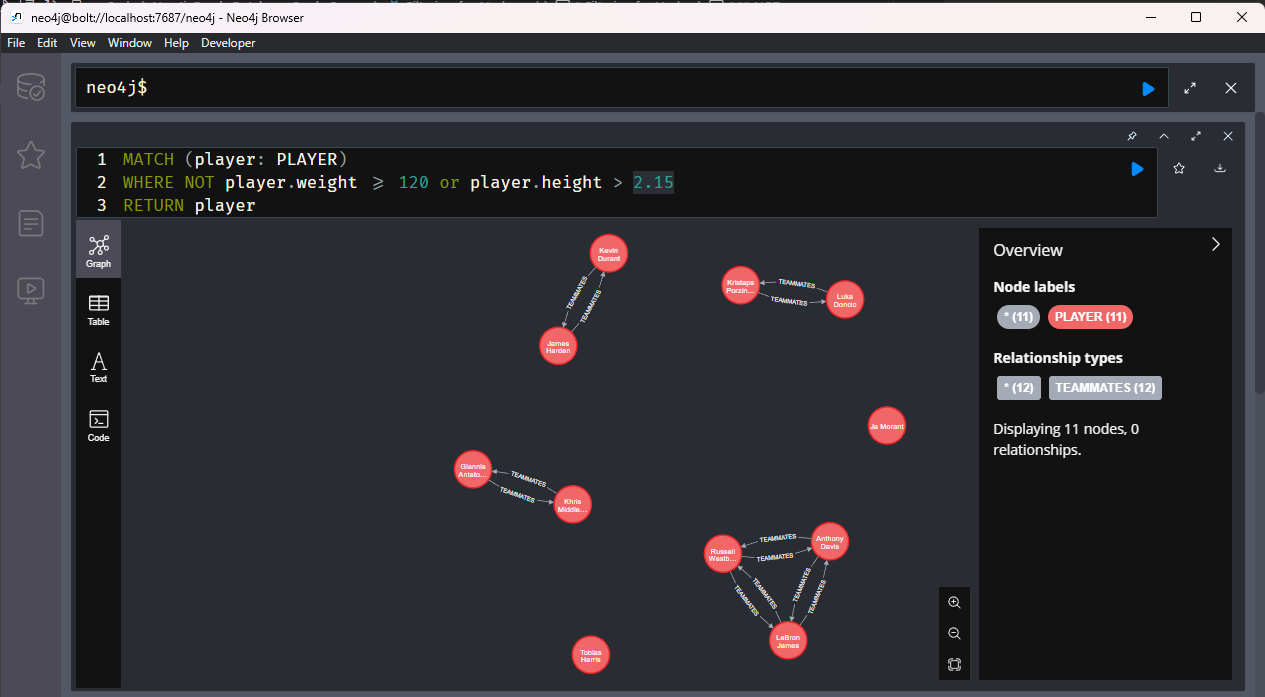 neo4j@bolt://localhost:7687/neo4j - Neo4j Browser
File Edit View Window Help Developer
neo4j$
1 MATCH (player: PLAYER)
2 WHERE NOT player.weight >= 120 or player.height > 2.15
3 RETURN player
Graph
Table
Text
Code
Kevin
Durant
TEAMMATES
TEAMMATES
James
Harden
Kristaps
Porzin...
TEAMMATES
TEAMMATES
Luka
Doncic
Ja Morant
Giannis
Anteto...
TEAMMATES
TEAMMATES
Khris
Middle...
Russell
Westb...
TEAMMATES
TEAMMATES
Anthony
Davis
TEAMMATES
TEAMMATES
TEAMMATES
TEAMMATES
LeBron
James
Tobias
Harris
Overview
Node labels
* (11) PLAYER (11)
Relationship types
* (12) TEAMMATES (12)
Displaying 11 nodes, 0
relationships.